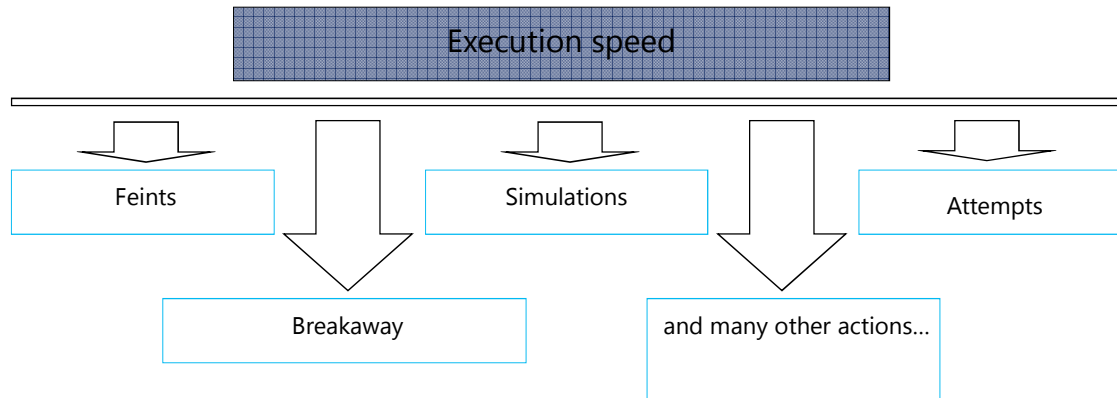 Execution speed
Feints
Simulations
Attempts
Breakaway
and many other actions...